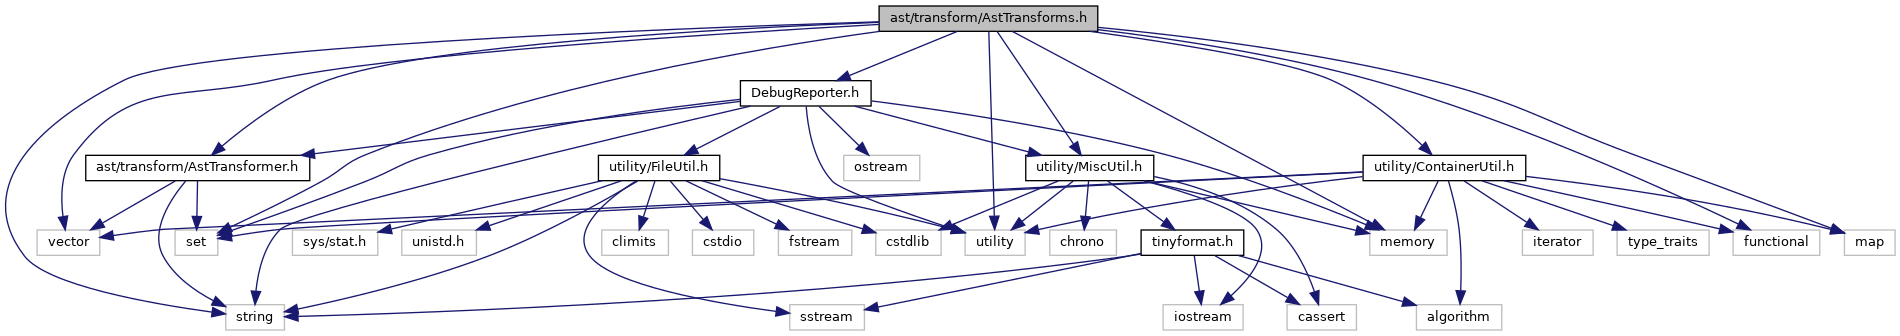 ast/transform/AstTransforms.h
DebugReporter.h
ast/transform/AstTransformer.h
utility/FileUtil.h
ostream
utility/MiscUtil.h
utility/ContainerUtil.h
vector
set
sys/stat.h
unistd.h
climits
cstdio
fstream
cstdlib
utility
chrono
tinyformat.h
memory
iterator
type_traits
functional
map
string
sstream
iostream
cassert
algorithm